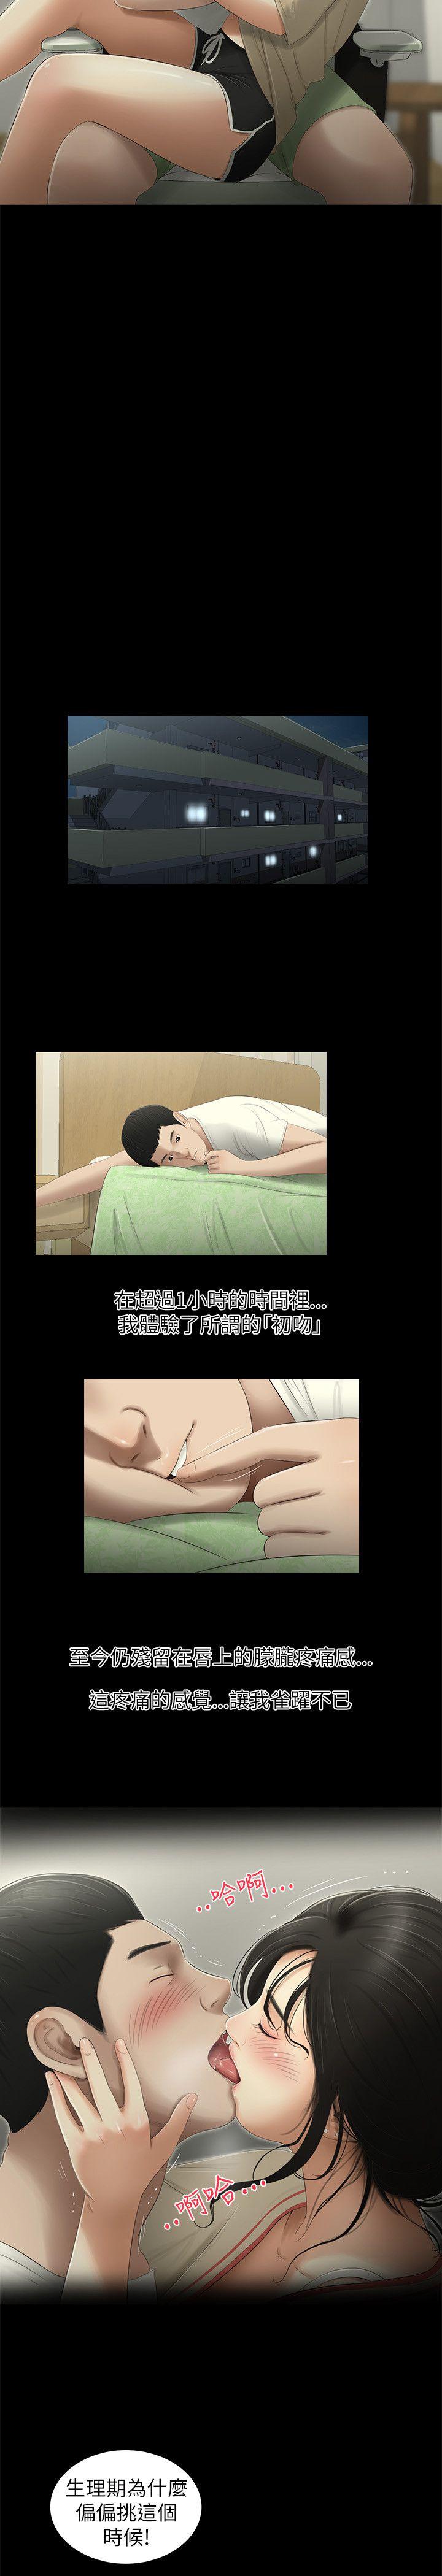 在超過1小時的時間裡...
我體驗了所謂的「初吻」
至今仍殘留在唇上的朦朧疼痛感...
這疼痛的感覺...讓我雀躍不已
..哈啊...
..啊哈...
生理期為什麼
偏偏挑這個
時候!